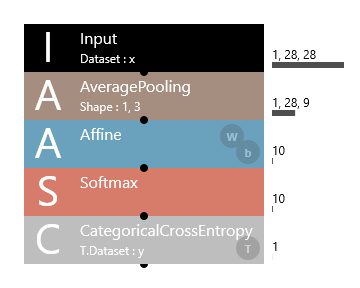 I Input
Dataset : x
1, 28, 28
A AveragePooling
Shape : 1, 3
1, 28, 9
A Affine
W
b
10
S Softmax
10
C CategoricalCrossEntropy
T.Dataset : y
T
1